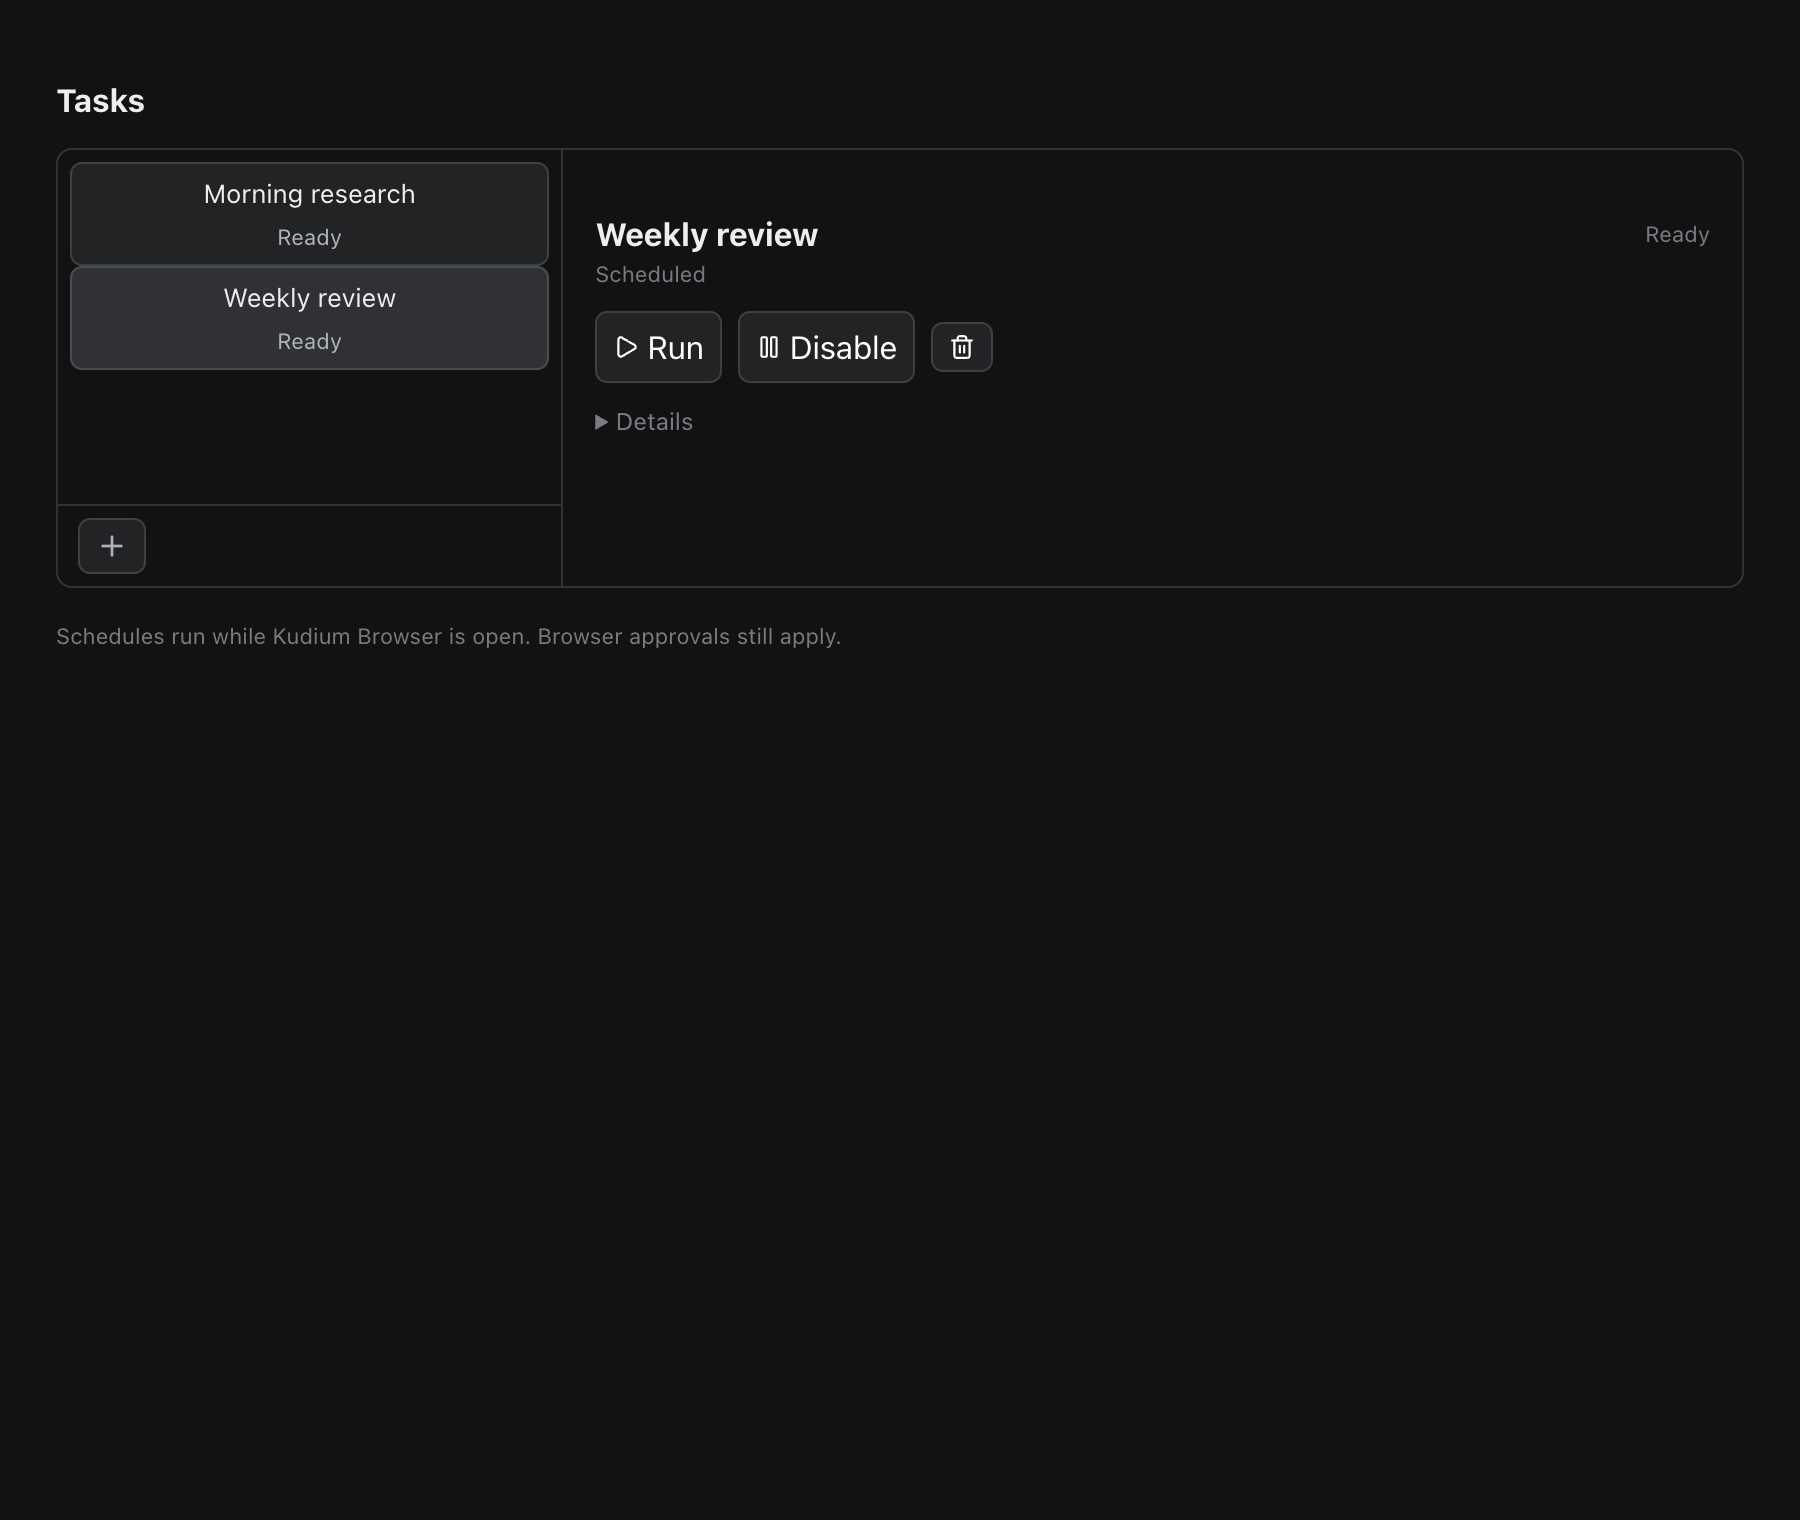 Tasks
Morning research
Ready
Weekly review
Ready
Weekly review
Ready
Scheduled
Run
Disable
Details
Schedules run while Kudium Browser is open. Browser approvals still apply.